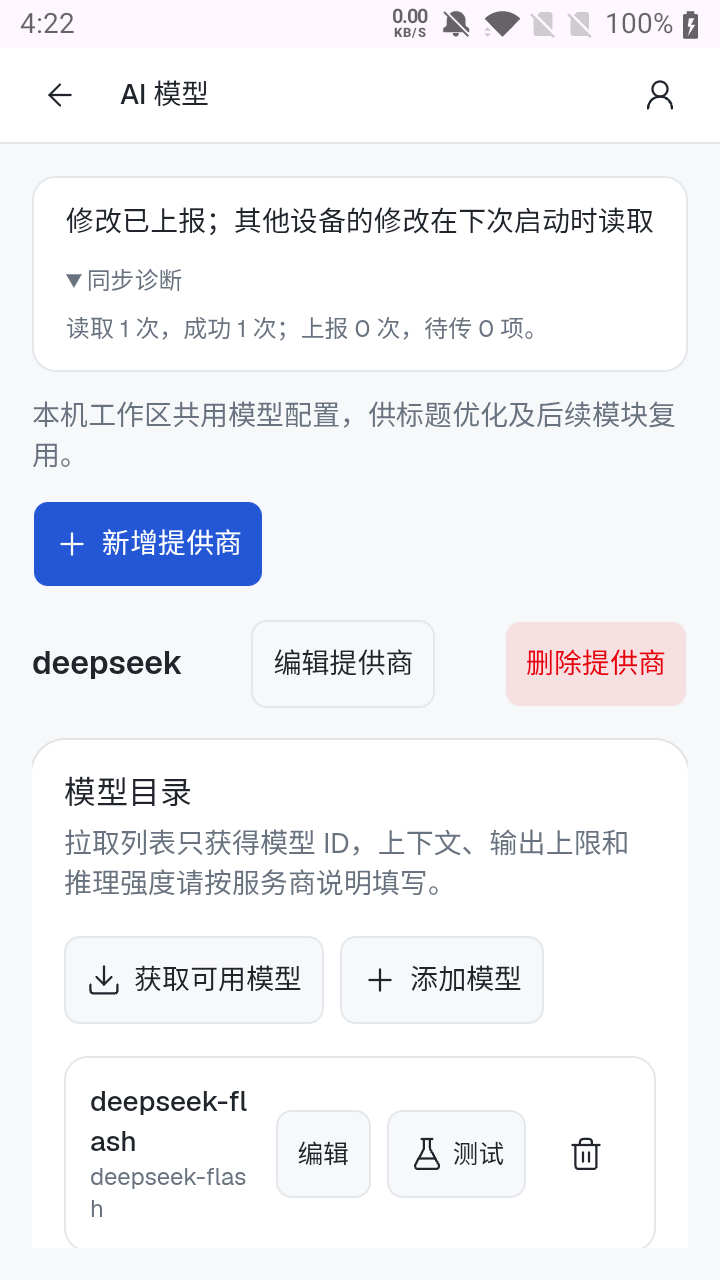 4:22
0.00
KB/S
100%
AI 模型
修改已上报；其他设备的修改在下次启动时读取
▼同步诊断
读取 1 次，成功 1 次；上报 0 次，待传 0 项。
本机工作区共用模型配置，供标题优化及后续模块复
用。
新增提供商
deepseek
编辑提供商
删除提供商
模型目录
拉取列表只获得模型 ID，上下文、输出上限和
推理强度请按服务商说明填写。
获取可用模型
添加模型
deepseek-fl
ash
deepseek-flas
h
编辑
测试